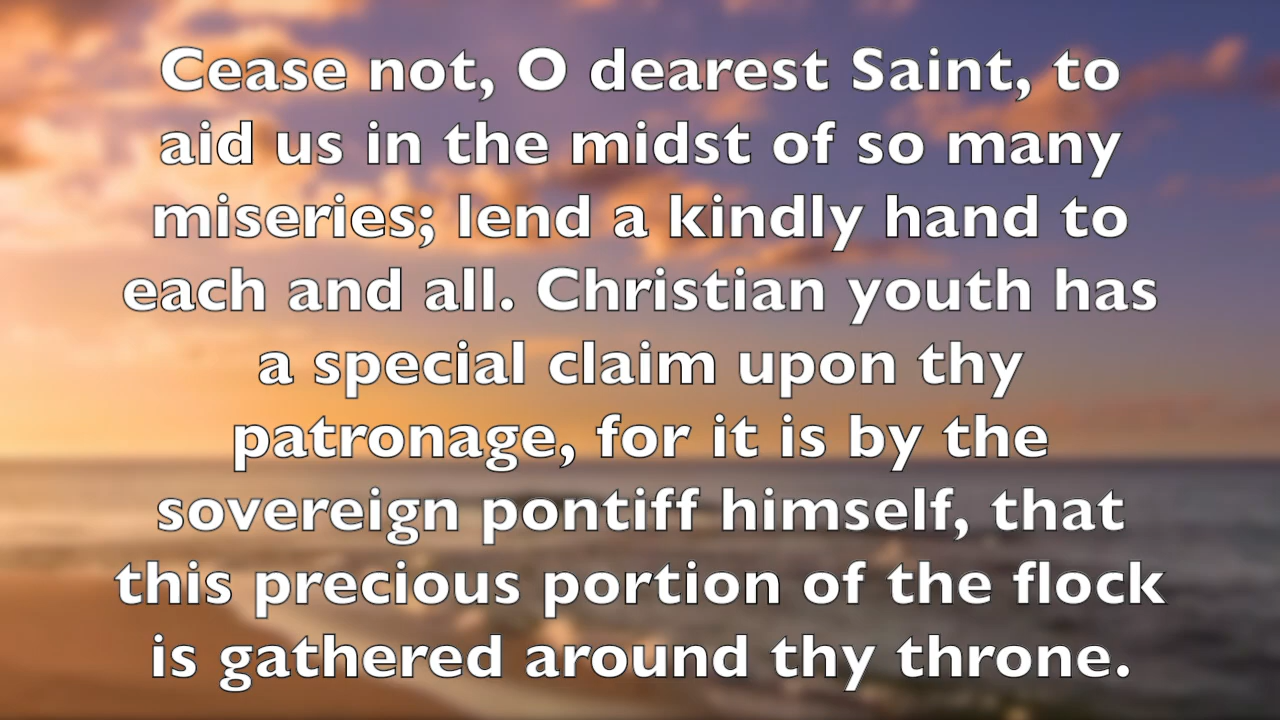 Cease not, O dearest Saint, to
aid us in the midst of so many
miseries; lend a kindly hand to
each and all. Christian youth has
a special claim upon thy
patronage, for it is by the
sovereign pontiff himself, that
this precious portion of the flock
is gathered around thy throne.